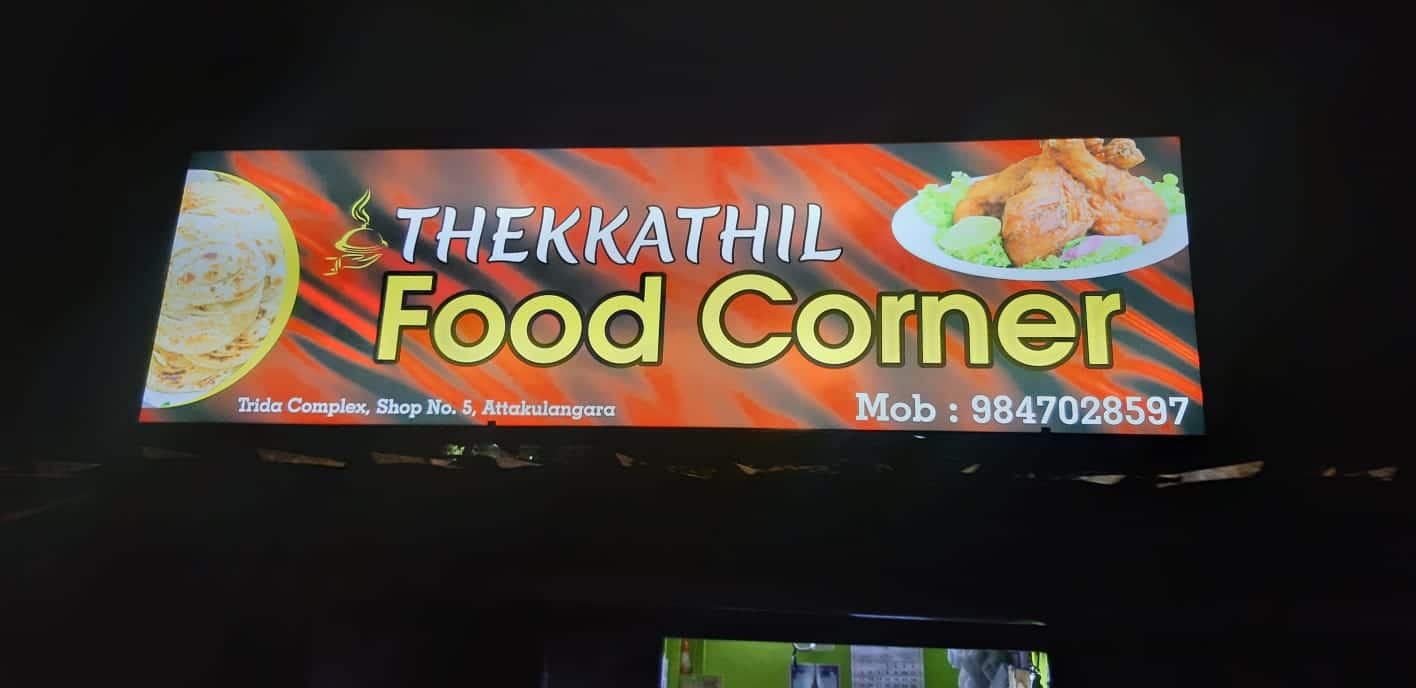 THEKKATHIL
Food Corner
Trida Complex, Shop No. 5, Attakulangara
Mob : 9847028597